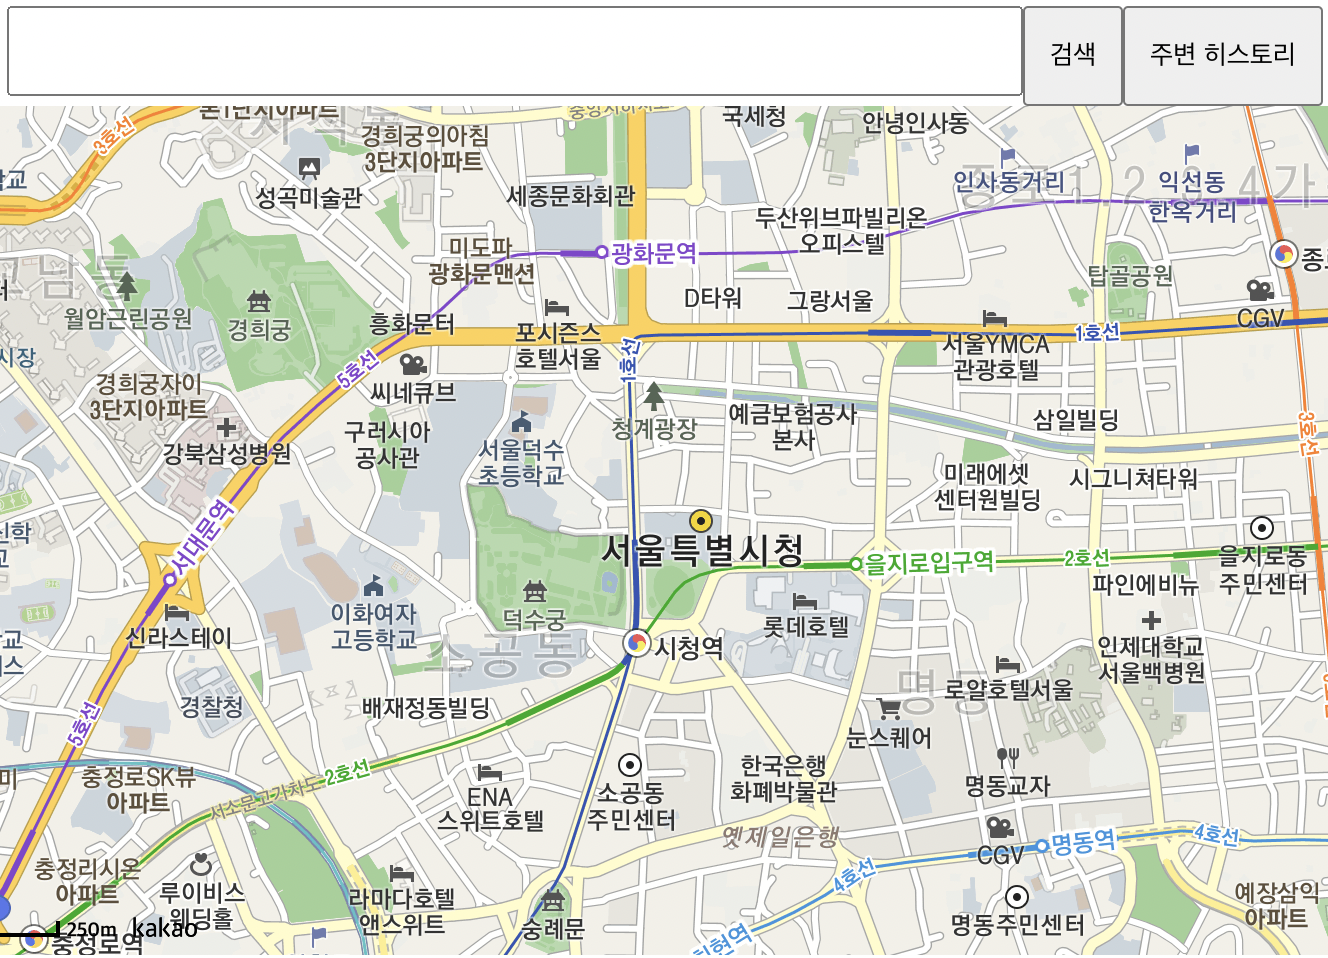 검색
주변 히스토리
3호선
경희궁의아침
3단지아파트
국세청
안녕인사동
성곡미술관
세종문화회관
인사동거리
익선동
한옥거리
두산위브파빌리온
오피스텔
미도파
광화문맨션
광화문역
탑골공원
월암근린공원
경희궁
흥화문터
포시즌스
호텔서울
D타워
그랑서울
서울YMCA
관광호텔
1호선
CGV
5호선
1호선
씨네큐브
경희궁자이
3단지아파트
강북삼성병원
구러시아
공사관
서울덕수
초등학교
청계광장
예금보험공사
본사
삼일빌딩
3호선
미래에셋
센터원빌딩
시그니쳐타워
서대문역
서울특별시청
을지로입구역
2호선
을지로동
주민센터
파인에비뉴
신라스테이
이화여자
고등학교
덕수궁
소공동
시청역
롯데호텔
인제대학교
서울백병원
명동
로얄호텔서울
경찰청
배재정동빌딩
눈스퀘어
5호선
충정로SK뷰
아파트
2호선
서소문고가차도
ENA
스위트호텔
소공동
주민센터
한국은행
화폐박물관
명동교자
옛제일은행
CGV
명동역
4호선
4호선
충정리시온
아파트
루이비스
웨딩홀
라마다호텔
앤스위트
숭례문
명동주민센터
예장삼익
아파트
250m
kakao
충정로역